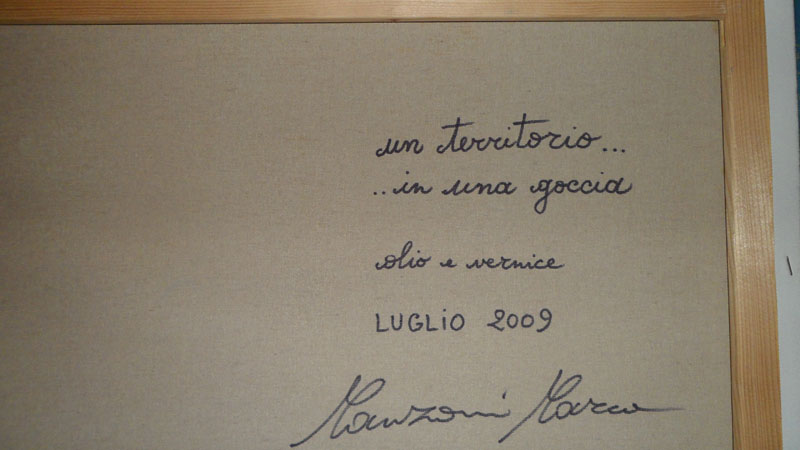 un territorio...
..in una goccia
olio e vernice
LUGLIO 2009
Manzoni Marco